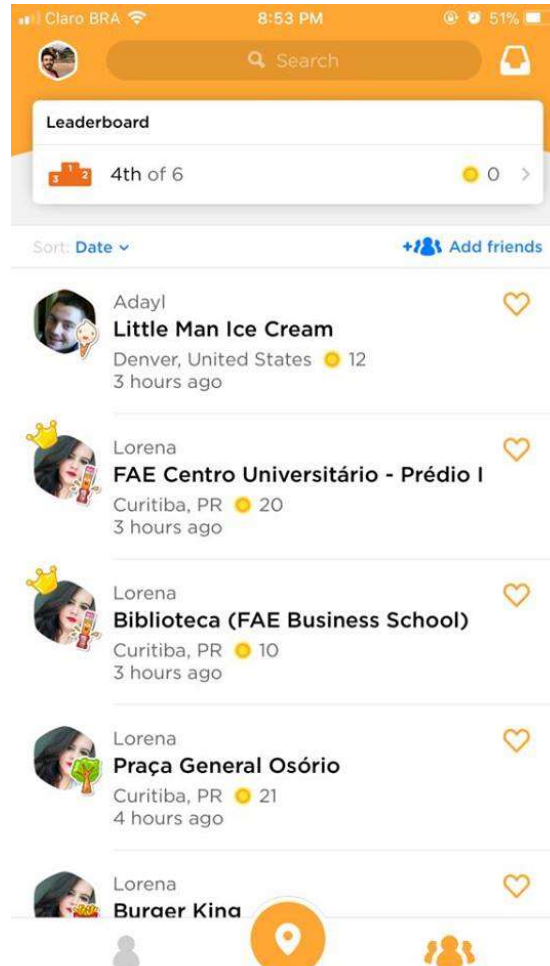 Claro BRA 8:53 PM 51%
Search
Leaderboard
3 1 2 4th of 6 0
Sort: Date Add friends
Adayl
Little Man Ice Cream
Denver, United States 12
3 hours ago
Lorena
FAE Centro Universitário - Prédio I
Curitiba, PR 20
3 hours ago
Lorena
Biblioteca (FAE Business School)
Curitiba, PR 10
3 hours ago
Lorena
Praça General Osório
Curitiba, PR 21
4 hours ago
Lorena
Burger King